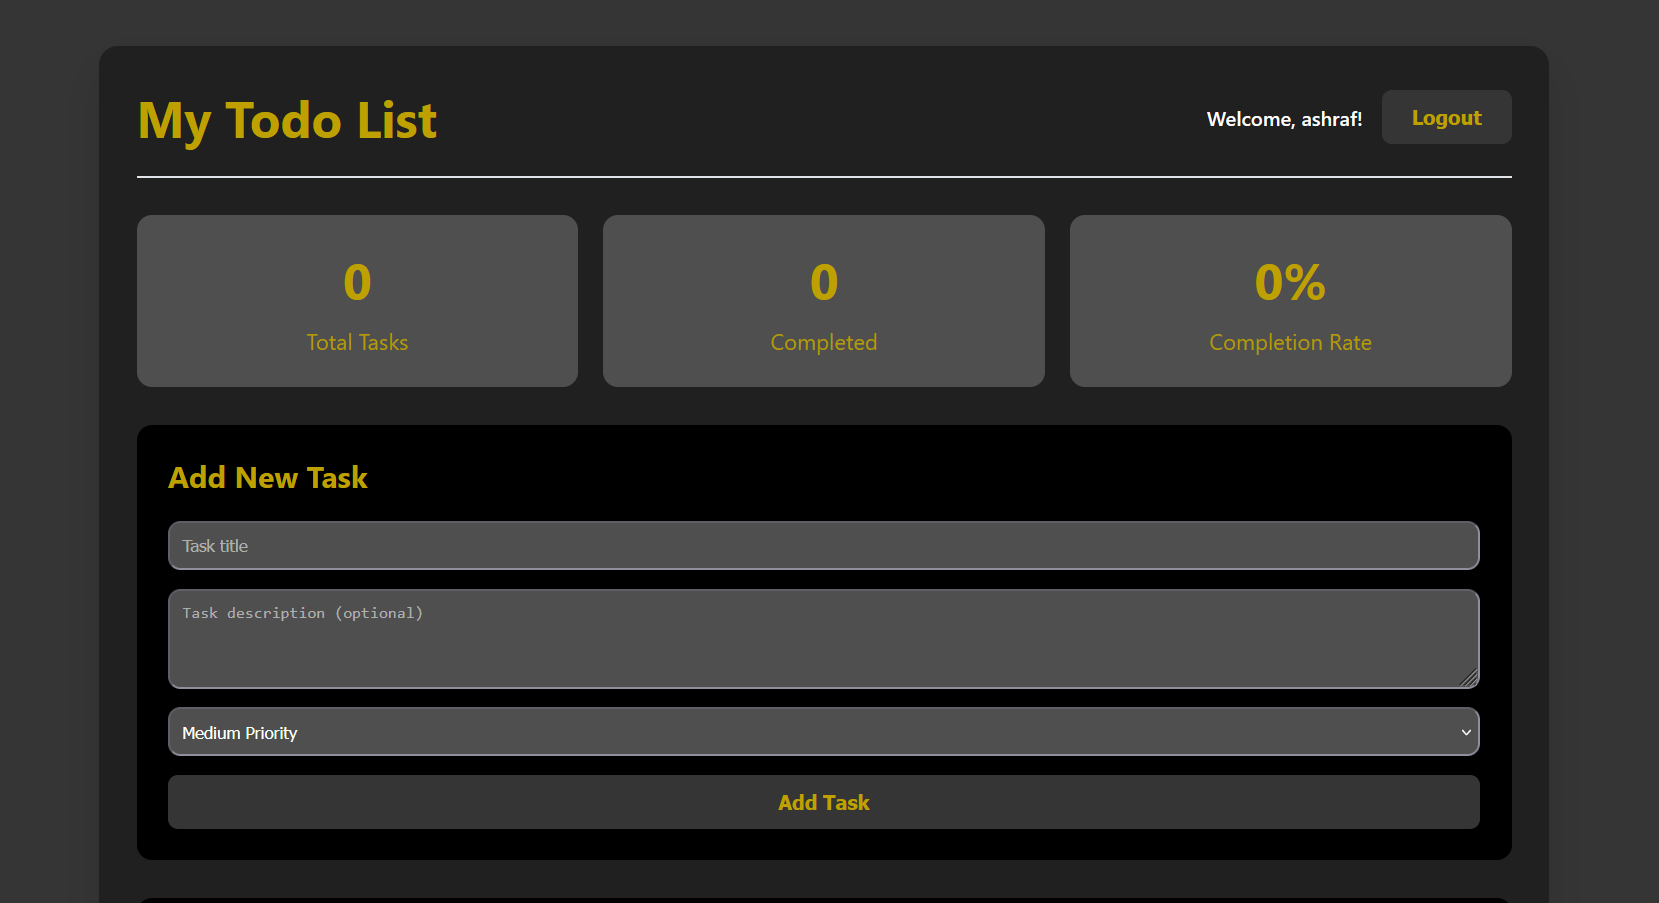 My Todo List
Welcome, ashraf!
Logout
0
Total Tasks
0
Completed
0%
Completion Rate
Add New Task
Task title
Task description (optional)
Medium Priority
Add Task